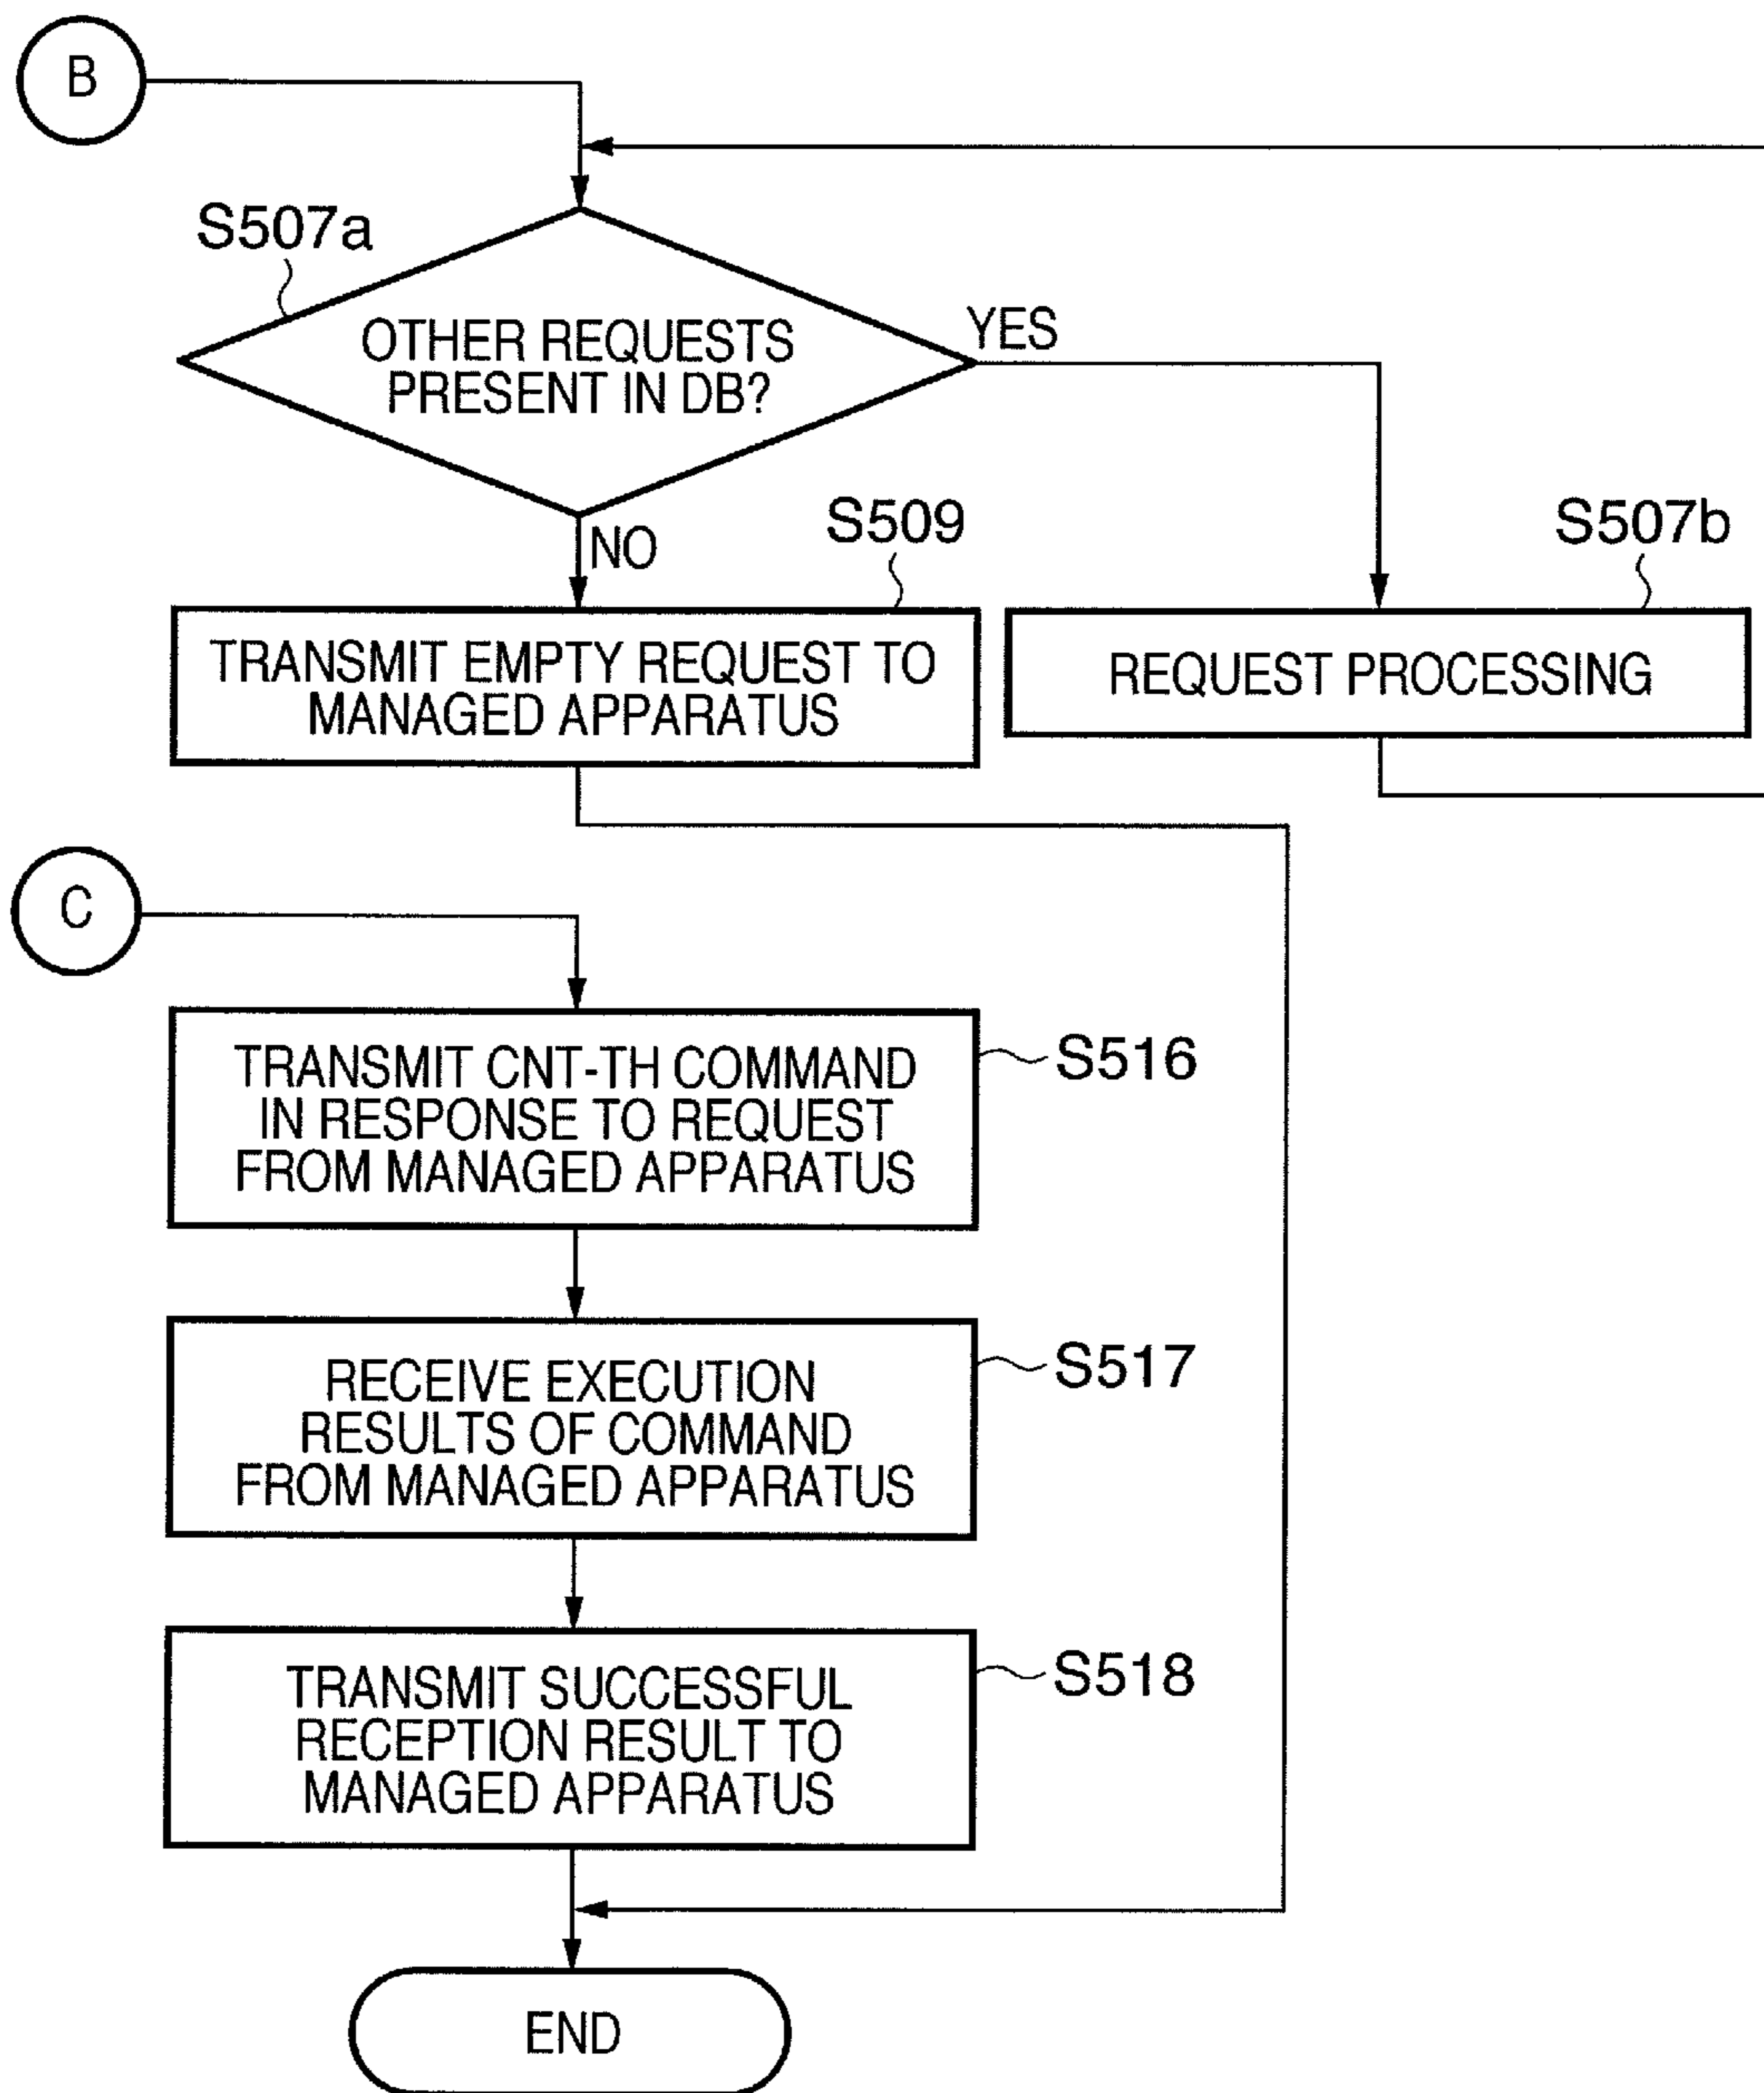 B
S507a
OTHER REQUESTS
PRESENT IN DB?
YES
NO
S509
S507b
TRANSMIT EMPTY REQUEST TO
MANAGED APPARATUS
REQUEST PROCESSING
C
TRANSMIT CNT-TH COMMAND
IN RESPONSE TO REQUEST
FROM MANAGED APPARATUS
S516
RECEIVE EXECUTION
RESULTS OF COMMAND
FROM MANAGED APPARATUS
S517
TRANSMIT SUCCESSFUL
RECEPTION RESULT TO
MANAGED APPARATUS
S518
END